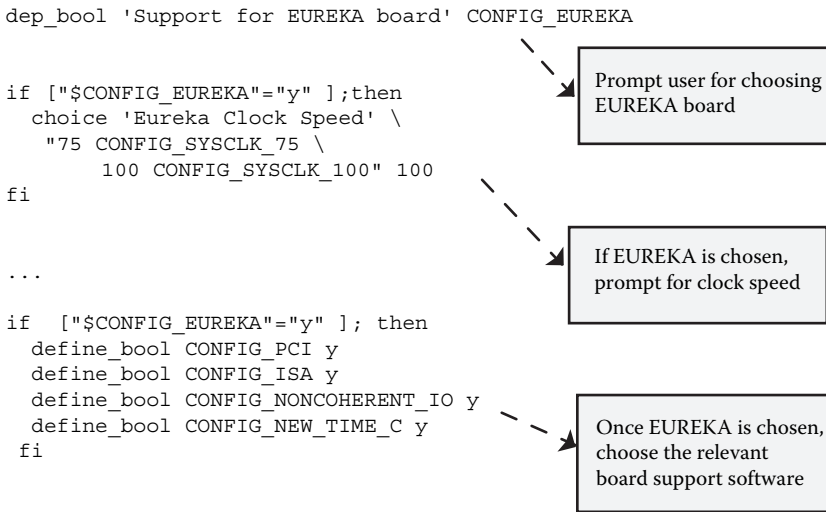 dep_bool 'Support for EUREKA board' CONFIG_EUREKA
Prompt user for choosing
EUREKA board
if ["$CONFIG_EUREKA"="y" ];then
choice 'Eureka Clock Speed' \
"75 CONFIG_SYSCLK_75 \
100 CONFIG_SYSCLK_100" 100
fi
If EUREKA is chosen,
prompt for clock speed
...
if ["$CONFIG_EUREKA"="y" ]; then
define_bool CONFIG_PCI y
define_bool CONFIG_ISA y
define_bool CONFIG_NONCOHERENT_IO y
define_bool CONFIG_NEW_TIME_C y
fi
Once EUREKA is chosen,
choose the relevant
board support software